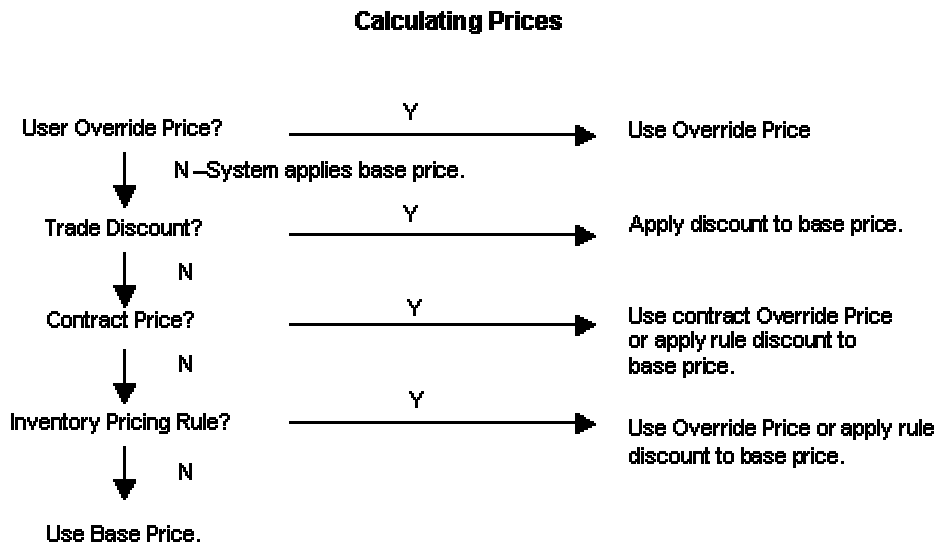 Calculating Prices
Y
User Override Price?
Use Override Price
N –System applies base price.
Y
Trade Discount?
Apply discount to base price.
N
Y
Contract Price?
Use contract Override Price
or apply rule discount to
base price.
N
Y
Inventory Pricing Rule?
Use Override Price or apply rule
discount to base price.
N
Use Base Price.